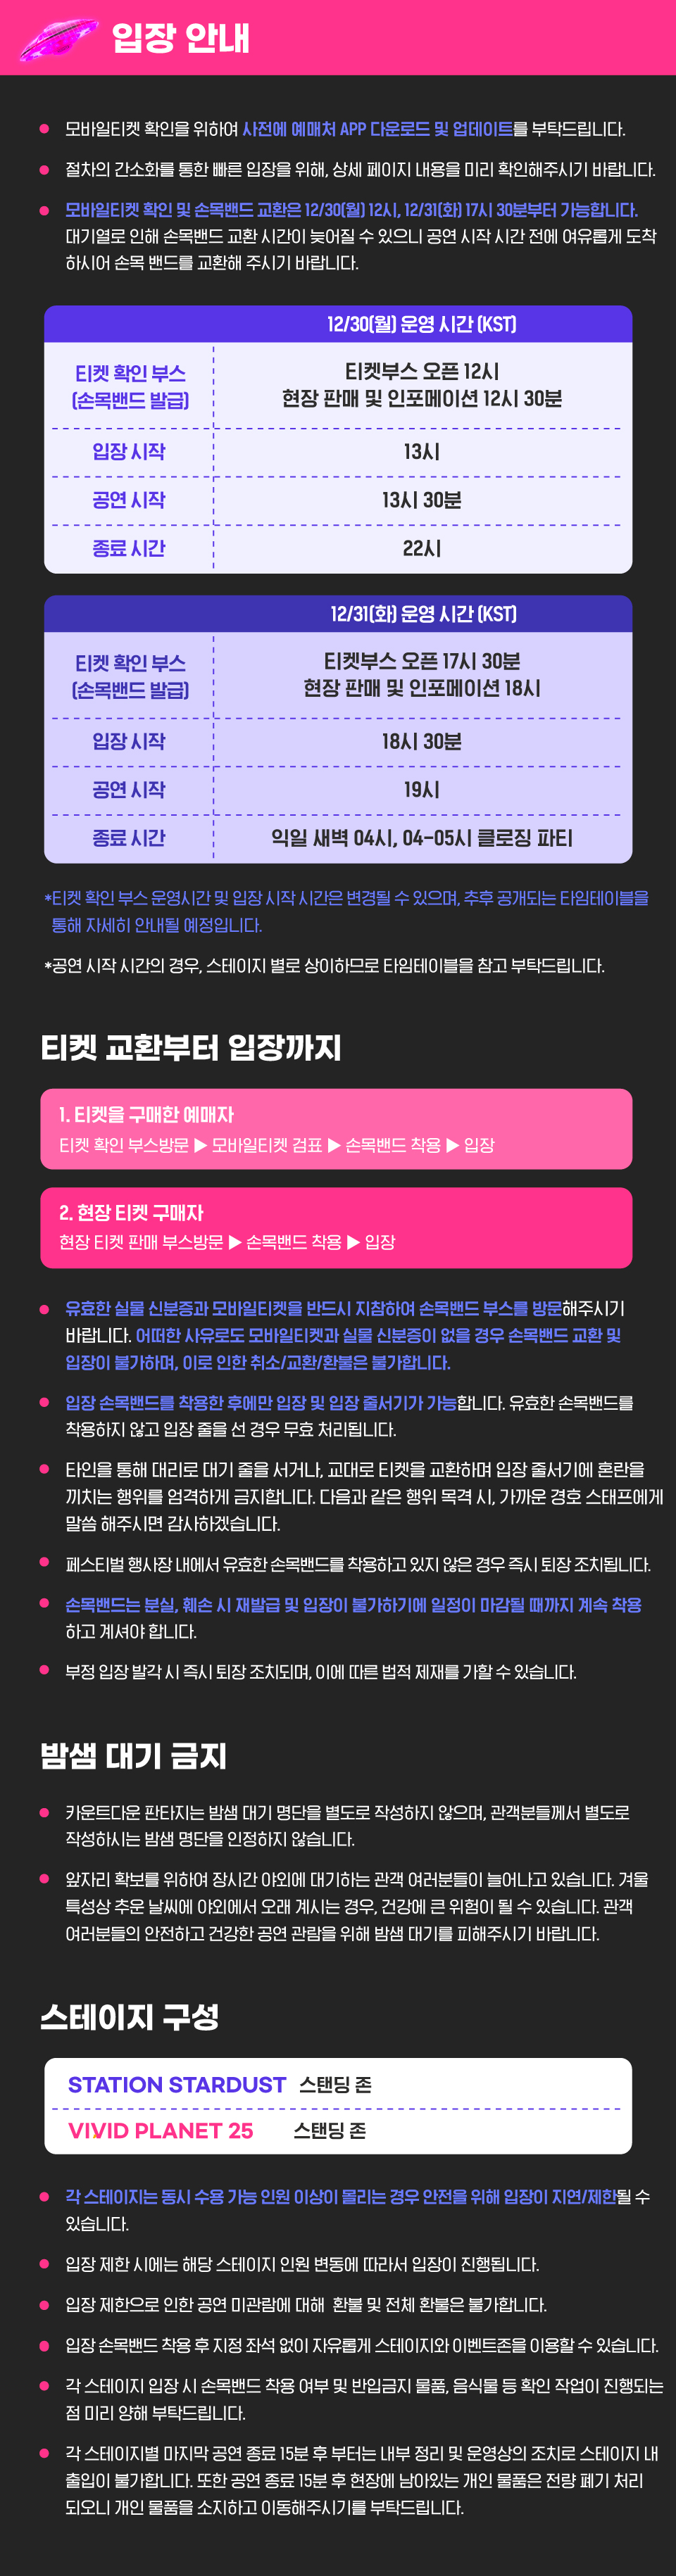 입장 안내
모바일티켓 확인을 위하여 사전에 예매처 APP 다운로드 및 업데이트를 부탁드립니다.
절차의 간소화를 통한 빠른 입장을 위해, 상세 페이지 내용을 미리 확인해주시기 바랍니다.
모바일티켓 확인 및 손목밴드 교환은 12/30(월) 12시, 12/31(화) 17시 30분부터 가능합니다.
대기열로 인해 손목밴드 교환 시간이 늦어질 수 있으니 공연 시작 시간 전에 여유롭게 도착
하시어 손목 밴드를 교환해 주시기 바랍니다.
12/30(월) 운영 시간 (KST)
티켓 확인 부스
(손목밴드 발급)
티켓부스 오픈 12시
현장 판매 및 인포메이션 12시 30분
입장 시작
13시
공연 시작
13시 30분
종료 시간
22시
12/31(화) 운영 시간 (KST)
티켓 확인 부스
(손목밴드 발급)
티켓부스 오픈 17시 30분
현장 판매 및 인포메이션 18시
입장 시작
18시 30분
공연 시작
19시
종료 시간
익일 새벽 04시, 04-05시 클로징 파티
*티켓 확인 부스 운영시간 및 입장 시작 시간은 변경될 수 있으며, 추후 공개되는 타임테이블을
통해 자세히 안내될 예정입니다.
*공연 시작 시간의 경우, 스테이지 별로 상이하므로 타임테이블을 참고 부탁드립니다.
티켓 교환부터 입장까지
1. 티켓을 구매한 예매자
티켓 확인 부스방문 ▶ 모바일티켓 검표 ▶ 손목밴드 착용 ▶ 입장
2. 현장 티켓 구매자
현장 티켓 판매 부스방문 ▶ 손목밴드 착용 ▶ 입장
유효한 실물 신분증과 모바일티켓을 반드시 지참하여 손목밴드 부스를 방문해주시기
바랍니다. 어떠한 사유로도 모바일티켓과 실물 신분증이 없을 경우 손목밴드 교환 및
입장이 불가하며, 이로 인한 취소/교환/환불은 불가합니다.
입장 손목밴드를 착용한 후에만 입장 및 입장 줄서기가 가능합니다. 유효한 손목밴드를
착용하지 않고 입장 줄을 선 경우 무효 처리됩니다.
타인을 통해 대리로 대기 줄을 서거나, 교대로 티켓을 교환하며 입장 줄서기에 혼란을
끼치는 행위를 엄격하게 금지합니다. 다음과 같은 행위 목격 시, 가까운 경호 스태프에게
말씀 해주시면 감사하겠습니다.
페스티벌 행사장 내에서 유효한 손목밴드를 착용하고 있지 않은 경우 즉시 퇴장 조치됩니다.
손목밴드는 분실, 훼손 시 재발급 및 입장이 불가하기에 일정이 마감될 때까지 계속 착용
하고 계셔야 합니다.
부정 입장 발각 시 즉시 퇴장 조치되며, 이에 따른 법적 제재를 가할 수 있습니다.
밤샘 대기 금지
카운트다운 판타지는 밤샘 대기 명단을 별도로 작성하지 않으며, 관객분들께서 별도로
작성하시는 밤샘 명단을 인정하지 않습니다.
앞자리 확보를 위하여 장시간 야외에 대기하는 관객 여러분들이 늘어나고 있습니다. 겨울
특성상 추운 날씨에 야외에서 오래 계시는 경우, 건강에 큰 위험이 될 수 있습니다. 관객
여러분들의 안전하고 건강한 공연 관람을 위해 밤샘 대기를 피해주시기 바랍니다.
스테이지 구성
STATION STARDUST 스탠딩 존
VIVID PLANET 25 스탠딩 존
각 스테이지는 동시 수용 가능 인원 이상이 몰리는 경우 안전을 위해 입장이 지연/제한될 수
있습니다.
입장 제한 시에는 해당 스테이지 인원 변동에 따라서 입장이 진행됩니다.
입장 제한으로 인한 공연 미관람에 대해 환불 및 전체 환불은 불가합니다.
입장 손목밴드 착용 후 지정 좌석 없이 자유롭게 스테이지와 이벤트존을 이용할 수 있습니다.
각 스테이지 입장 시 손목밴드 착용 여부 및 반입금지 물품, 음식물 등 확인 작업이 진행되는
점 미리 양해 부탁드립니다.
각 스테이지별 마지막 공연 종료 15분 후 부터는 내부 정리 및 운영상의 조치로 스테이지 내
출입이 불가합니다. 또한 공연 종료 15분 후 현장에 남아있는 개인 물품은 전량 폐기 처리
되오니 개인 물품을 소지하고 이동해주시기를 부탁드립니다.